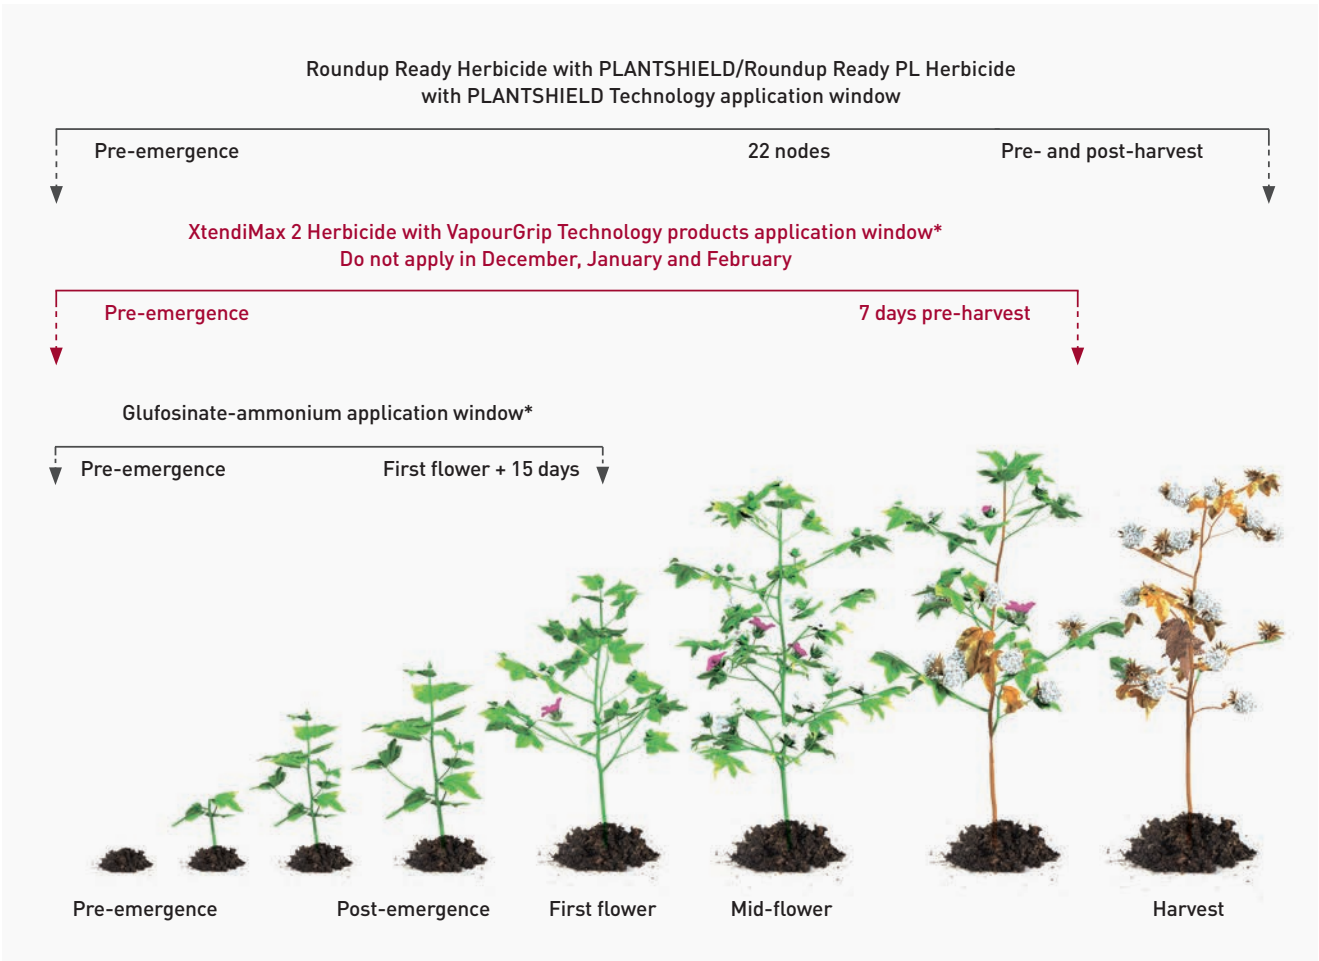 Roundup Ready Herbicide with PLANTSHIELD/Roundup Ready PL Herbicide
with PLANTSHIELD Technology application window
Pre-emergence 22 nodes Pre- and post-harvest
XtendiMax 2 Herbicide with VapourGrip Technology products application window*
Do not apply in December, January and February
Pre-emergence 7 days pre-harvest
Glufosinate-ammonium application window*
Pre-emergence First flower + 15 days
Pre-emergence Post-emergence First flower Mid-flower Harvest